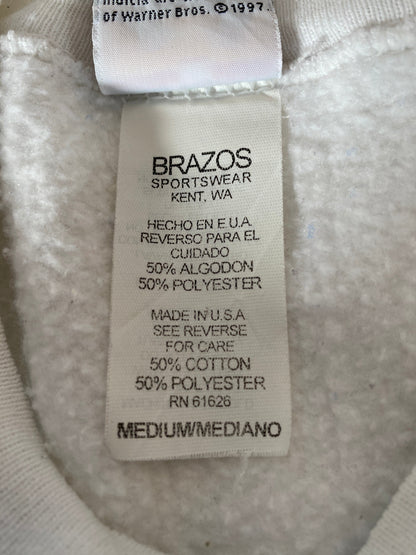 of Warner Bros. ©1997.
BRAZOS
SPORTSWEAR
KENT, WA
HECHO EN E.U.A.
REVERSO PARA EL
CUIDADO
50% ALGODON
50% POLYESTER
MADE IN U.S.A
SEE REVERSE
FOR CARE
50% COTTON
50% POLYESTER
RN 61626
MEDIUM/MEDIANO